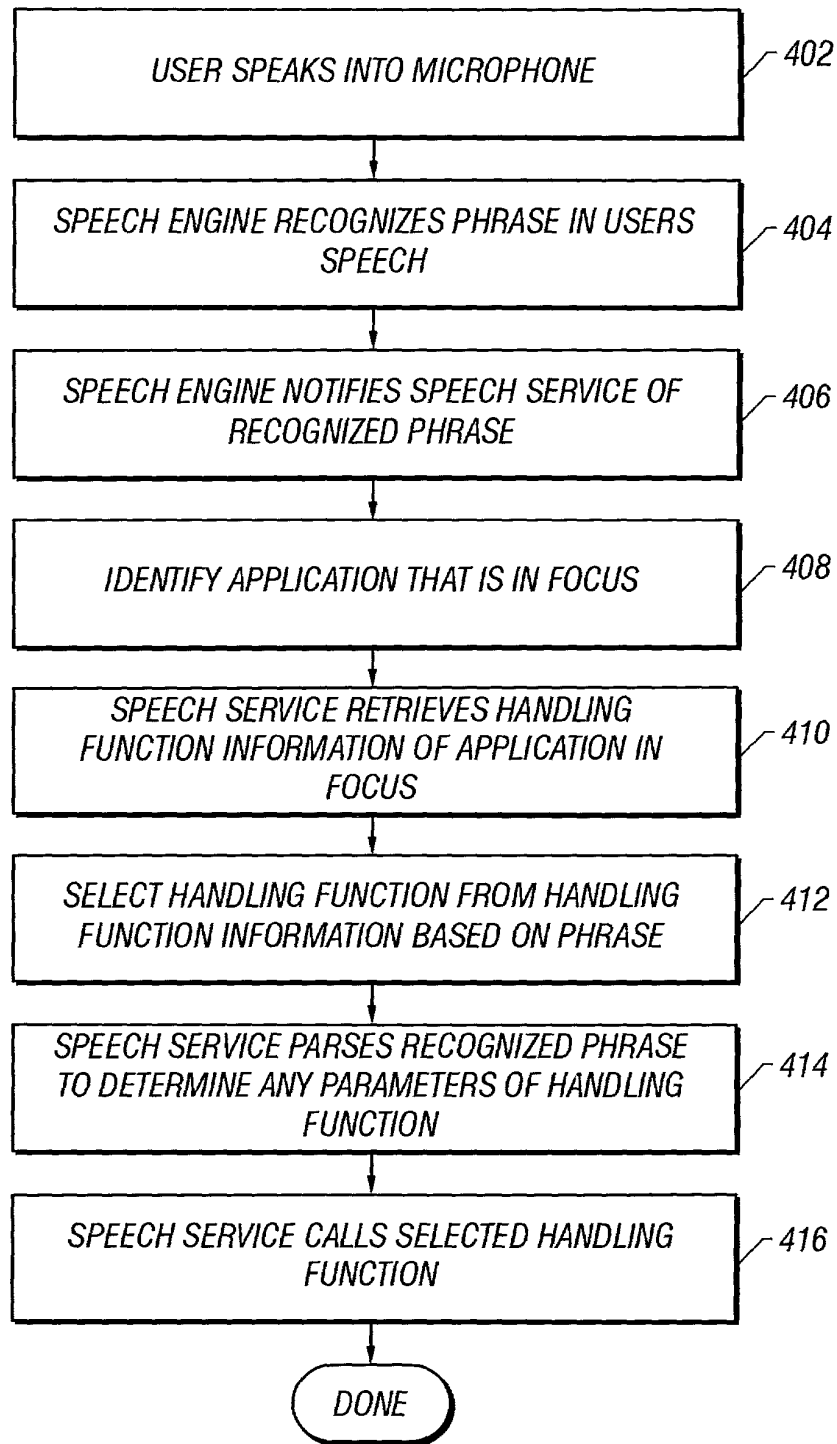 USER SPEAKS INTO MICROPHONE
402
SPEECH ENGINE RECOGNIZES PHRASE IN USERS
SPEECH
404
SPEECH ENGINE NOTIFIES SPEECH SERVICE OF
RECOGNIZED PHRASE
406
IDENTIFY APPLICATION THAT IS IN FOCUS
408
SPEECH SERVICE RETRIEVES HANDLING
FUNCTION INFORMATION OF APPLICATION IN
FOCUS
410
SELECT HANDLING FUNCTION FROM HANDLING
FUNCTION INFORMATION BASED ON PHRASE
412
SPEECH SERVICE PARSES RECOGNIZED PHRASE
TO DETERMINE ANY PARAMETERS OF HANDLING
FUNCTION
414
SPEECH SERVICE CALLS SELECTED HANDLING
FUNCTION
416
DONE